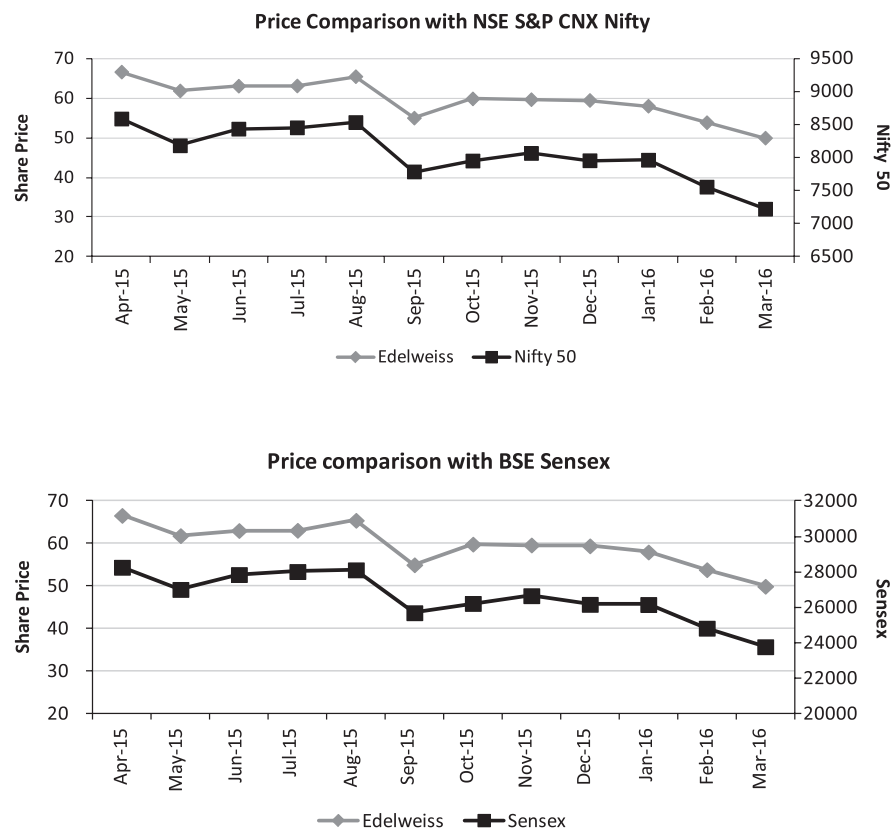 Price Comparison with NSE S&P CNX Nifty
Share Price
70
60
50
40
30
20
9500
9000
8500
8000
7500
7000
6500
Nifty 50
Apr-15
May-15
Jun-15
Jul-15
Aug-15
Sep-15
Oct-15
Nov-15
Dec-15
Jan-16
Feb-16
Mar-16
Edelweiss Nifty 50
Price comparison with BSE Sensex
Share Price
70
60
50
40
30
20
32000
30000
28000
26000
24000
22000
20000
Sensex
Apr-15
May-15
Jun-15
Jul-15
Aug-15
Sep-15
Oct-15
Nov-15
Dec-15
Jan-16
Feb-16
Mar-16
Edelweiss Sensex